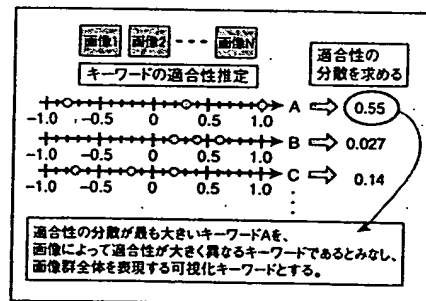 画像1 画像2 画像N
キーワードの適合性推定
適合性の
分散を求める
A 0.55
-1.0 -0.5 0 0.5 1.0
B 0.027
-1.0 -0.5 0 0.5 1.0
C 0.14
-1.0 -0.5 0 0.5 1.0
適合性の分散が最も大きいキーワードAを、
画像によって適合性が大きく異なるキーワードであるとみなし、
画像群全体を表現する可視化キーワードとする。